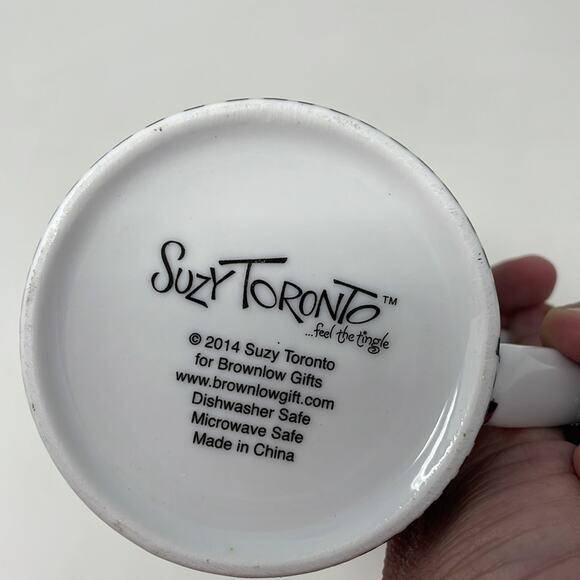 SUZY TORONTO™
...feel the tingle
© 2014 Suzy Toronto
for Brownlow Gifts
www.brownlowgift.com
Dishwasher Safe
Microwave Safe
Made in China